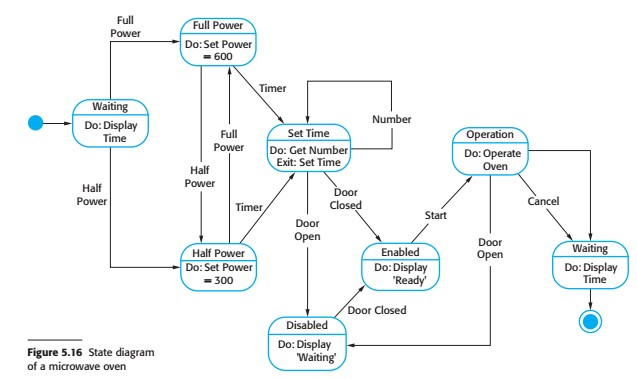 Full
Power
Full Power
Do: Set Power
= 600
Timer
Waiting
Do: Display
Time
Number
Set Time
Do: Get Number
Exit: Set Time
Operation
Do: Operate
Oven
Full
Power
Half
Power
Half
Power
Timer
Door
Closed
Door
Open
Start
Cancel
Door
Open
Half Power
Do: Set Power
= 300
Enabled
Do: Display
'Ready'
Waiting
Do: Display
Time
Door Closed
Disabled
Do: Display
'Waiting'
Figure 5.16 State diagram
of a microwave oven